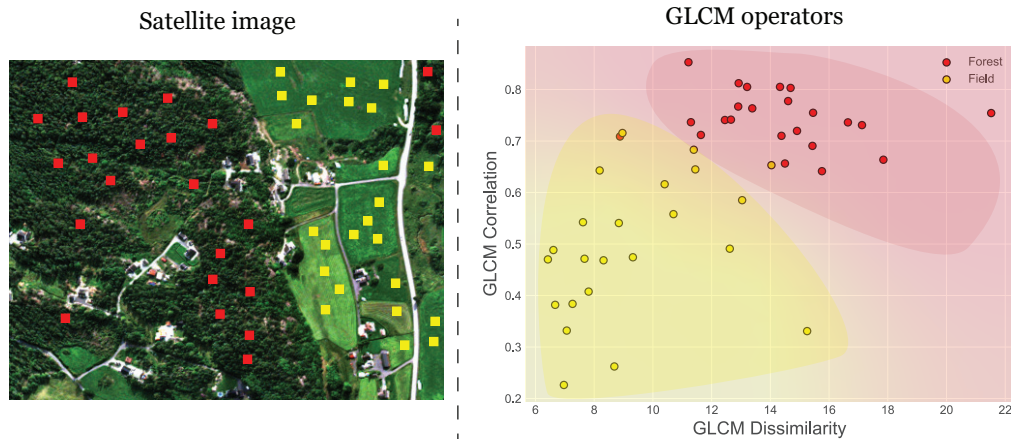 Satellite image
GLCM operators
Forest
Field
0.8
0.7
0.6
0.5
0.4
0.3
0.2
GLCM Correlation
6 8 10 12 14 16 18 20 22
GLCM Dissimilarity